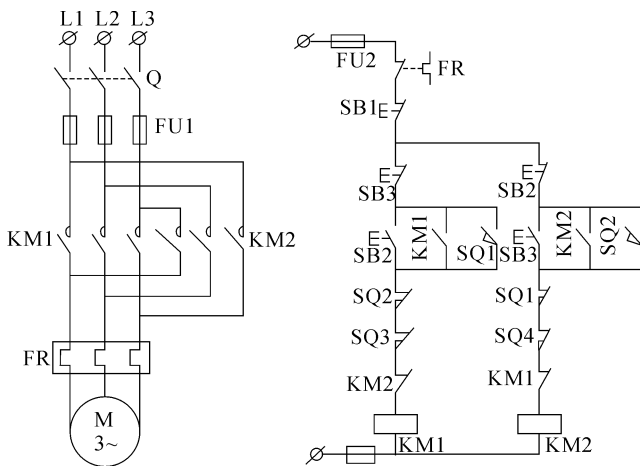 L1 L2 L3
Q
FU1
KM1
KM2
FR
M
3~
FU2
FR
SB1
SB3
SB2
SB2
KM1
SQ1
SB3
KM2
SQ2
SQ2
SQ1
SQ3
SQ4
KM2
KM1
KM1
KM2